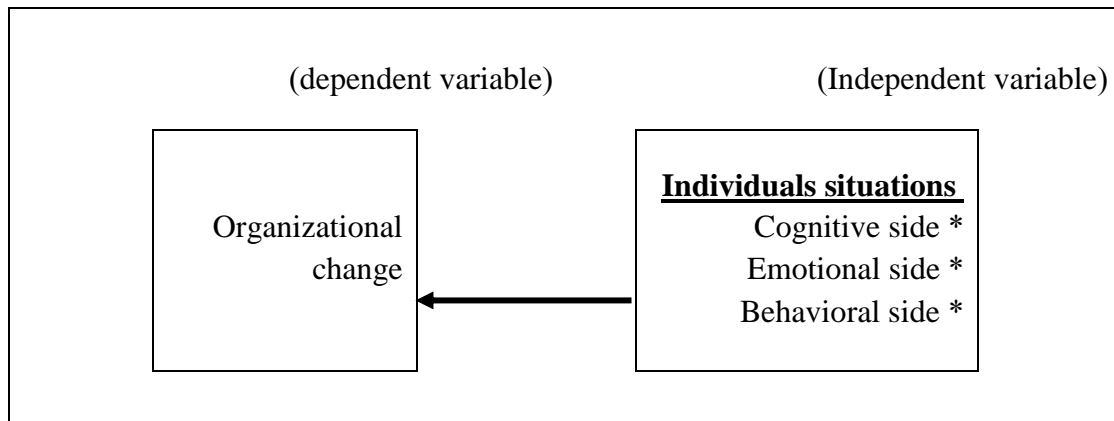 (dependent variable) (Independent variable)
Organizational
change
Individuals situations
Cognitive side *
Emotional side *
Behavioral side *